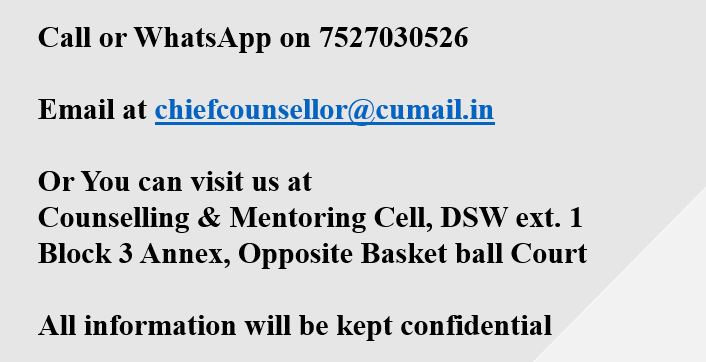 Call or WhatsApp on 7527030526
Email at chiefcounsellor@cumail.in
Or You can visit us at
Counselling & Mentoring Cell, DSW ext. 1
Block 3 Annex, Opposite Basket ball Court
All information will be kept confidential